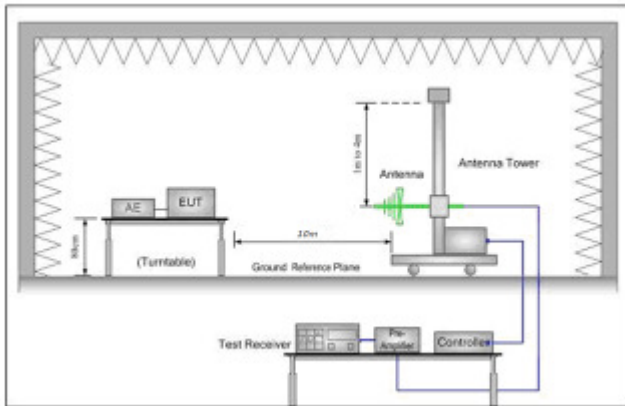 1m to 4m
Antenna
Antenna Tower
AE
EUT
80cm
10m
(Turntable)
Ground Reference Plane
Test Receiver
Pre-
Amplifier
Controller